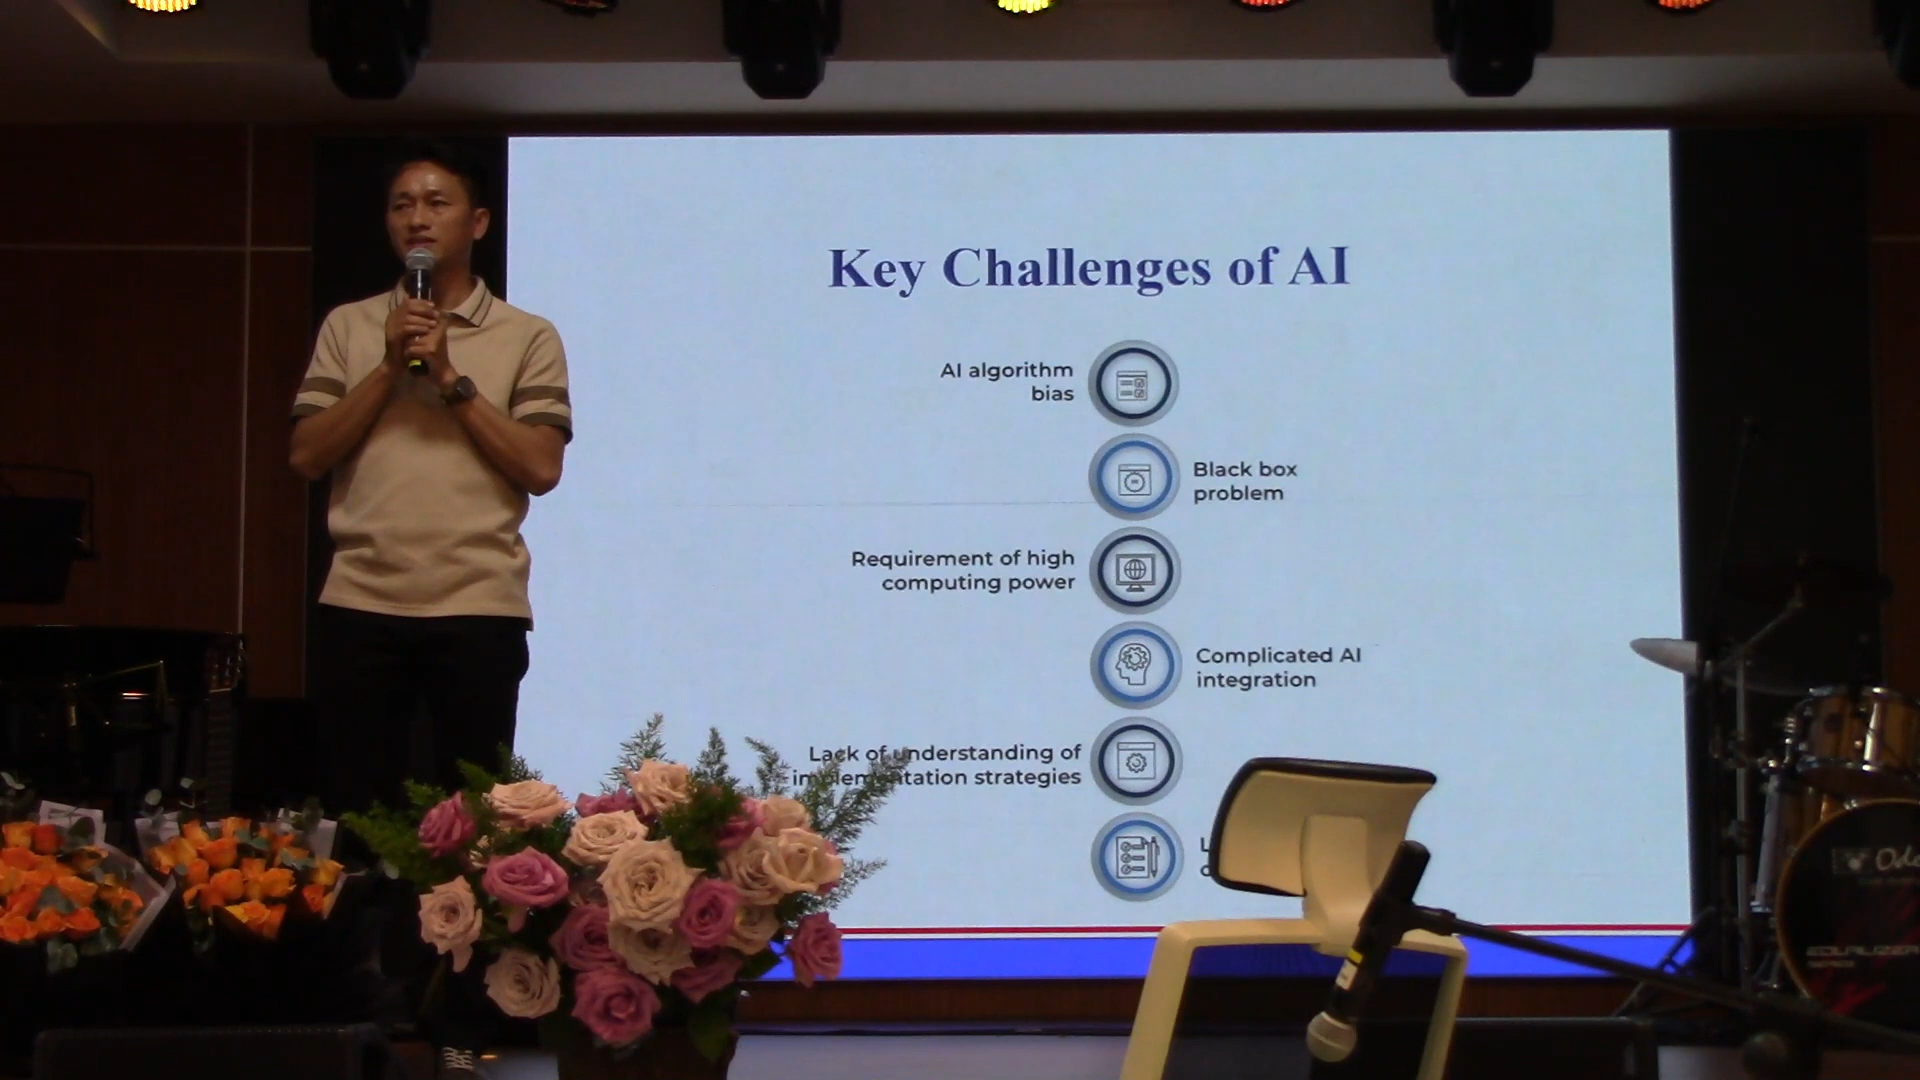 Key Challenges of AI
AI algorithm
bias
Black box
problem
Requirement of high
computing power
Complicated AI
integration
Lack of understanding of
implementation strategies